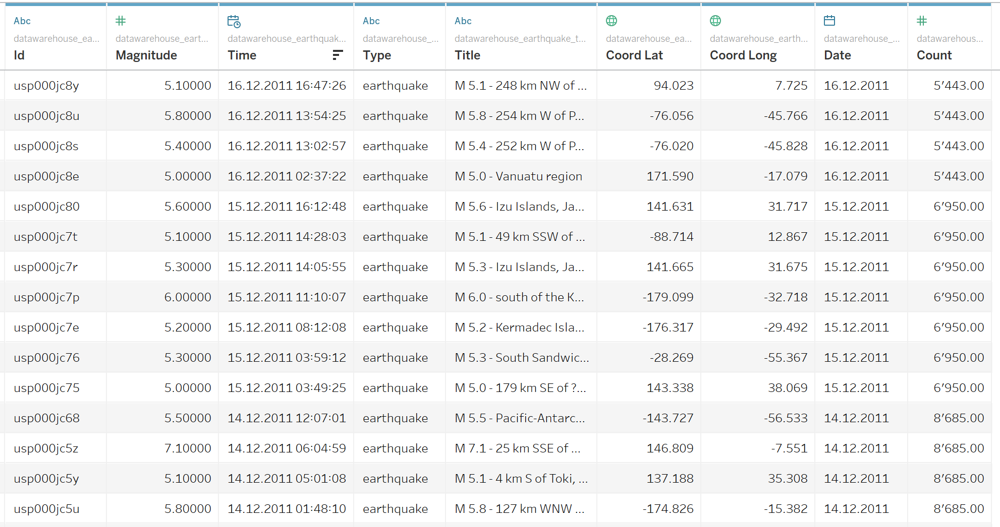 Abc # Abc Abc #
datawarehouse_ea... datawarehouse_eart... datawarehouse_earthquak... datawarehouse_... datawarehouse_earthquake_t... datawarehouse_ea... datawarehouse_earth... datawarehouse_... datawarehous...
Id Magnitude Time Type Title Coord Lat Coord Long Date Count
usp000jc8y 5.10000 16.12.2011 16:47:26 earthquake M 5.1 - 248 km NW of ... 94.023 7.725 16.12.2011 5’443.00
usp000jc8u 5.80000 16.12.2011 13:54:25 earthquake M 5.8 - 254 km W of P... -76.056 -45.766 16.12.2011 5’443.00
usp000jc8s 5.40000 16.12.2011 13:02:57 earthquake M 5.4 - 252 km W of P... -76.020 -45.828 16.12.2011 5’443.00
usp000jc8e 5.00000 16.12.2011 02:37:22 earthquake M 5.0 - Vanuatu region 171.590 -17.079 16.12.2011 5’443.00
usp000jc80 5.60000 15.12.2011 16:12:48 earthquake M 5.6 - Izu Islands, Ja... 141.631 31.717 15.12.2011 6’950.00
usp000jc7t 5.10000 15.12.2011 14:28:03 earthquake M 5.1 - 49 km SSW of ... -88.714 12.867 15.12.2011 6’950.00
usp000jc7r 5.30000 15.12.2011 14:05:55 earthquake M 5.3 - Izu Islands, Ja... 141.665 31.675 15.12.2011 6’950.00
usp000jc7p 6.00000 15.12.2011 11:10:07 earthquake M 6.0 - south of the K... -179.099 -32.718 15.12.2011 6’950.00
usp000jc7e 5.20000 15.12.2011 08:12:08 earthquake M 5.2 - Kermadec Isla... -176.317 -29.492 15.12.2011 6’950.00
usp000jc76 5.30000 15.12.2011 03:59:12 earthquake M 5.3 - South Sandwic... -28.269 -55.367 15.12.2011 6’950.00
usp000jc75 5.00000 15.12.2011 03:49:25 earthquake M 5.0 - 179 km SE of ?... 143.338 38.069 15.12.2011 6’950.00
usp000jc68 5.50000 14.12.2011 12:07:01 earthquake M 5.5 - Pacific-Antarc... -143.727 -56.533 14.12.2011 8’685.00
usp000jc5z 7.10000 14.12.2011 06:04:59 earthquake M 7.1 - 25 km SSE of ... 146.809 -7.551 14.12.2011 8’685.00
usp000jc5y 5.10000 14.12.2011 05:01:08 earthquake M 5.1 - 4 km S of Toki, ... 137.188 35.308 14.12.2011 8’685.00
usp000jc5u 5.80000 14.12.2011 01:48:10 earthquake M 5.8 - 127 km WNW ... -174.826 -15.382 14.12.2011 8’685.00